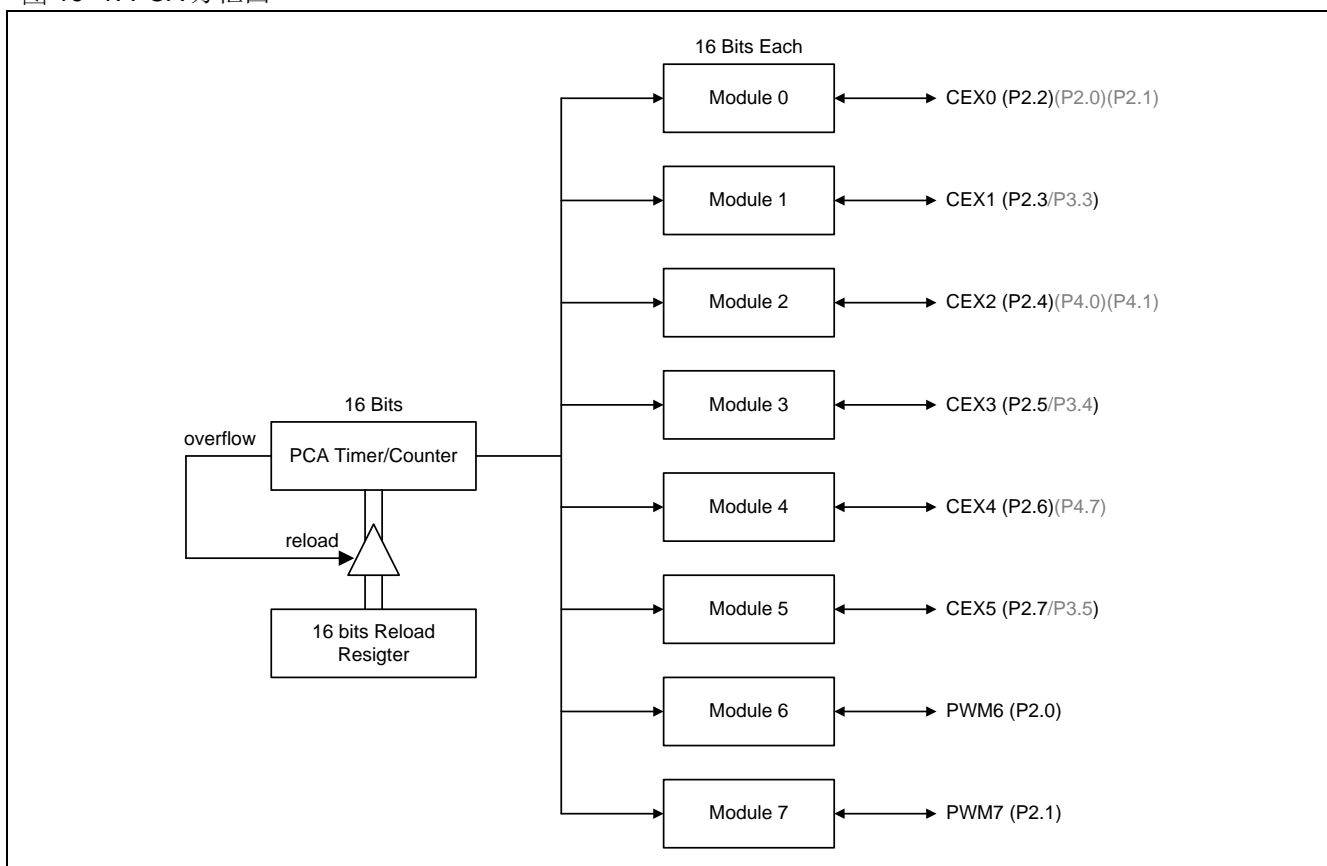 16 Bits Each
Module 0
CEX0 (P2.2)(P2.0)(P2.1)
Module 1
CEX1 (P2.3/P3.3)
Module 2
CEX2 (P2.4)(P4.0)(P4.1)
Module 3
CEX3 (P2.5/P3.4)
16 Bits
overflow
PCA Timer/Counter
Module 4
CEX4 (P2.6)(P4.7)
reload
Module 5
CEX5 (P2.7/P3.5)
16 bits Reload
Resigter
Module 6
PWM6 (P2.0)
Module 7
PWM7 (P2.1)